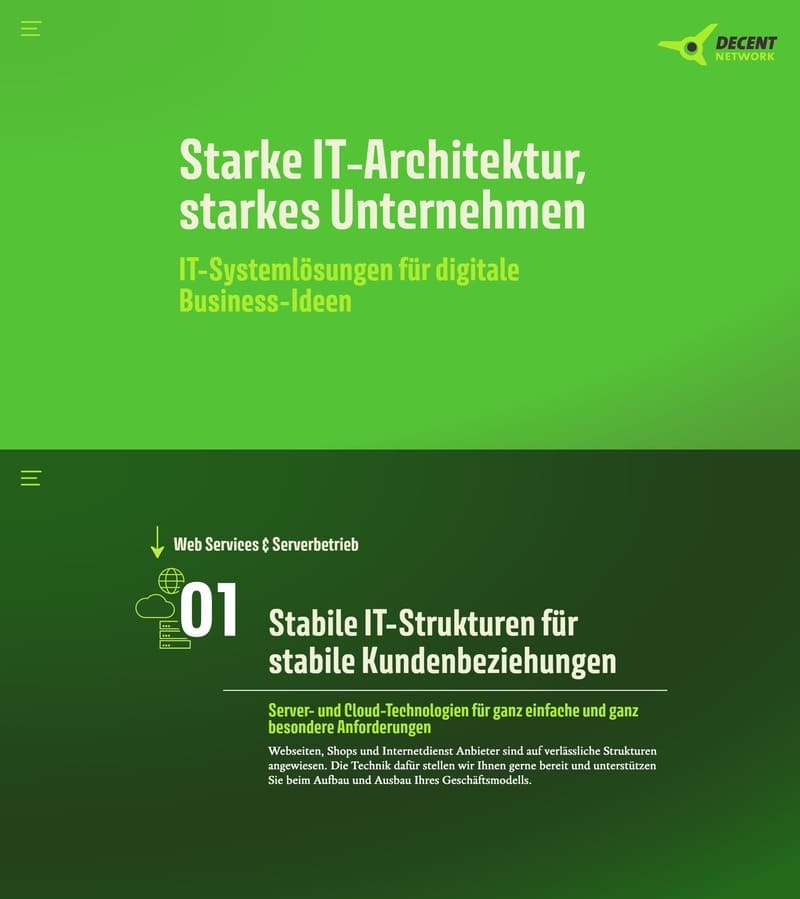 DECENT
NETWORK
Starke IT-Architektur,
starkes Unternehmen
IT-Systemlösungen für digitale
Business-Ideen
Web Services & Serverbetrieb
01
Stabile IT-Strukturen für
stabile Kundenbeziehungen
Server- und Cloud-Technologien für ganz einfache und ganz
besondere Anforderungen
Webseiten, Shops und Internetdienst Anbieter sind auf verlässliche Strukturen
angewiesen. Die Technik dafür stellen wir Ihnen gerne bereit und unterstützen
Sie beim Aufbau und Ausbau Ihres Geschäftsmodells.